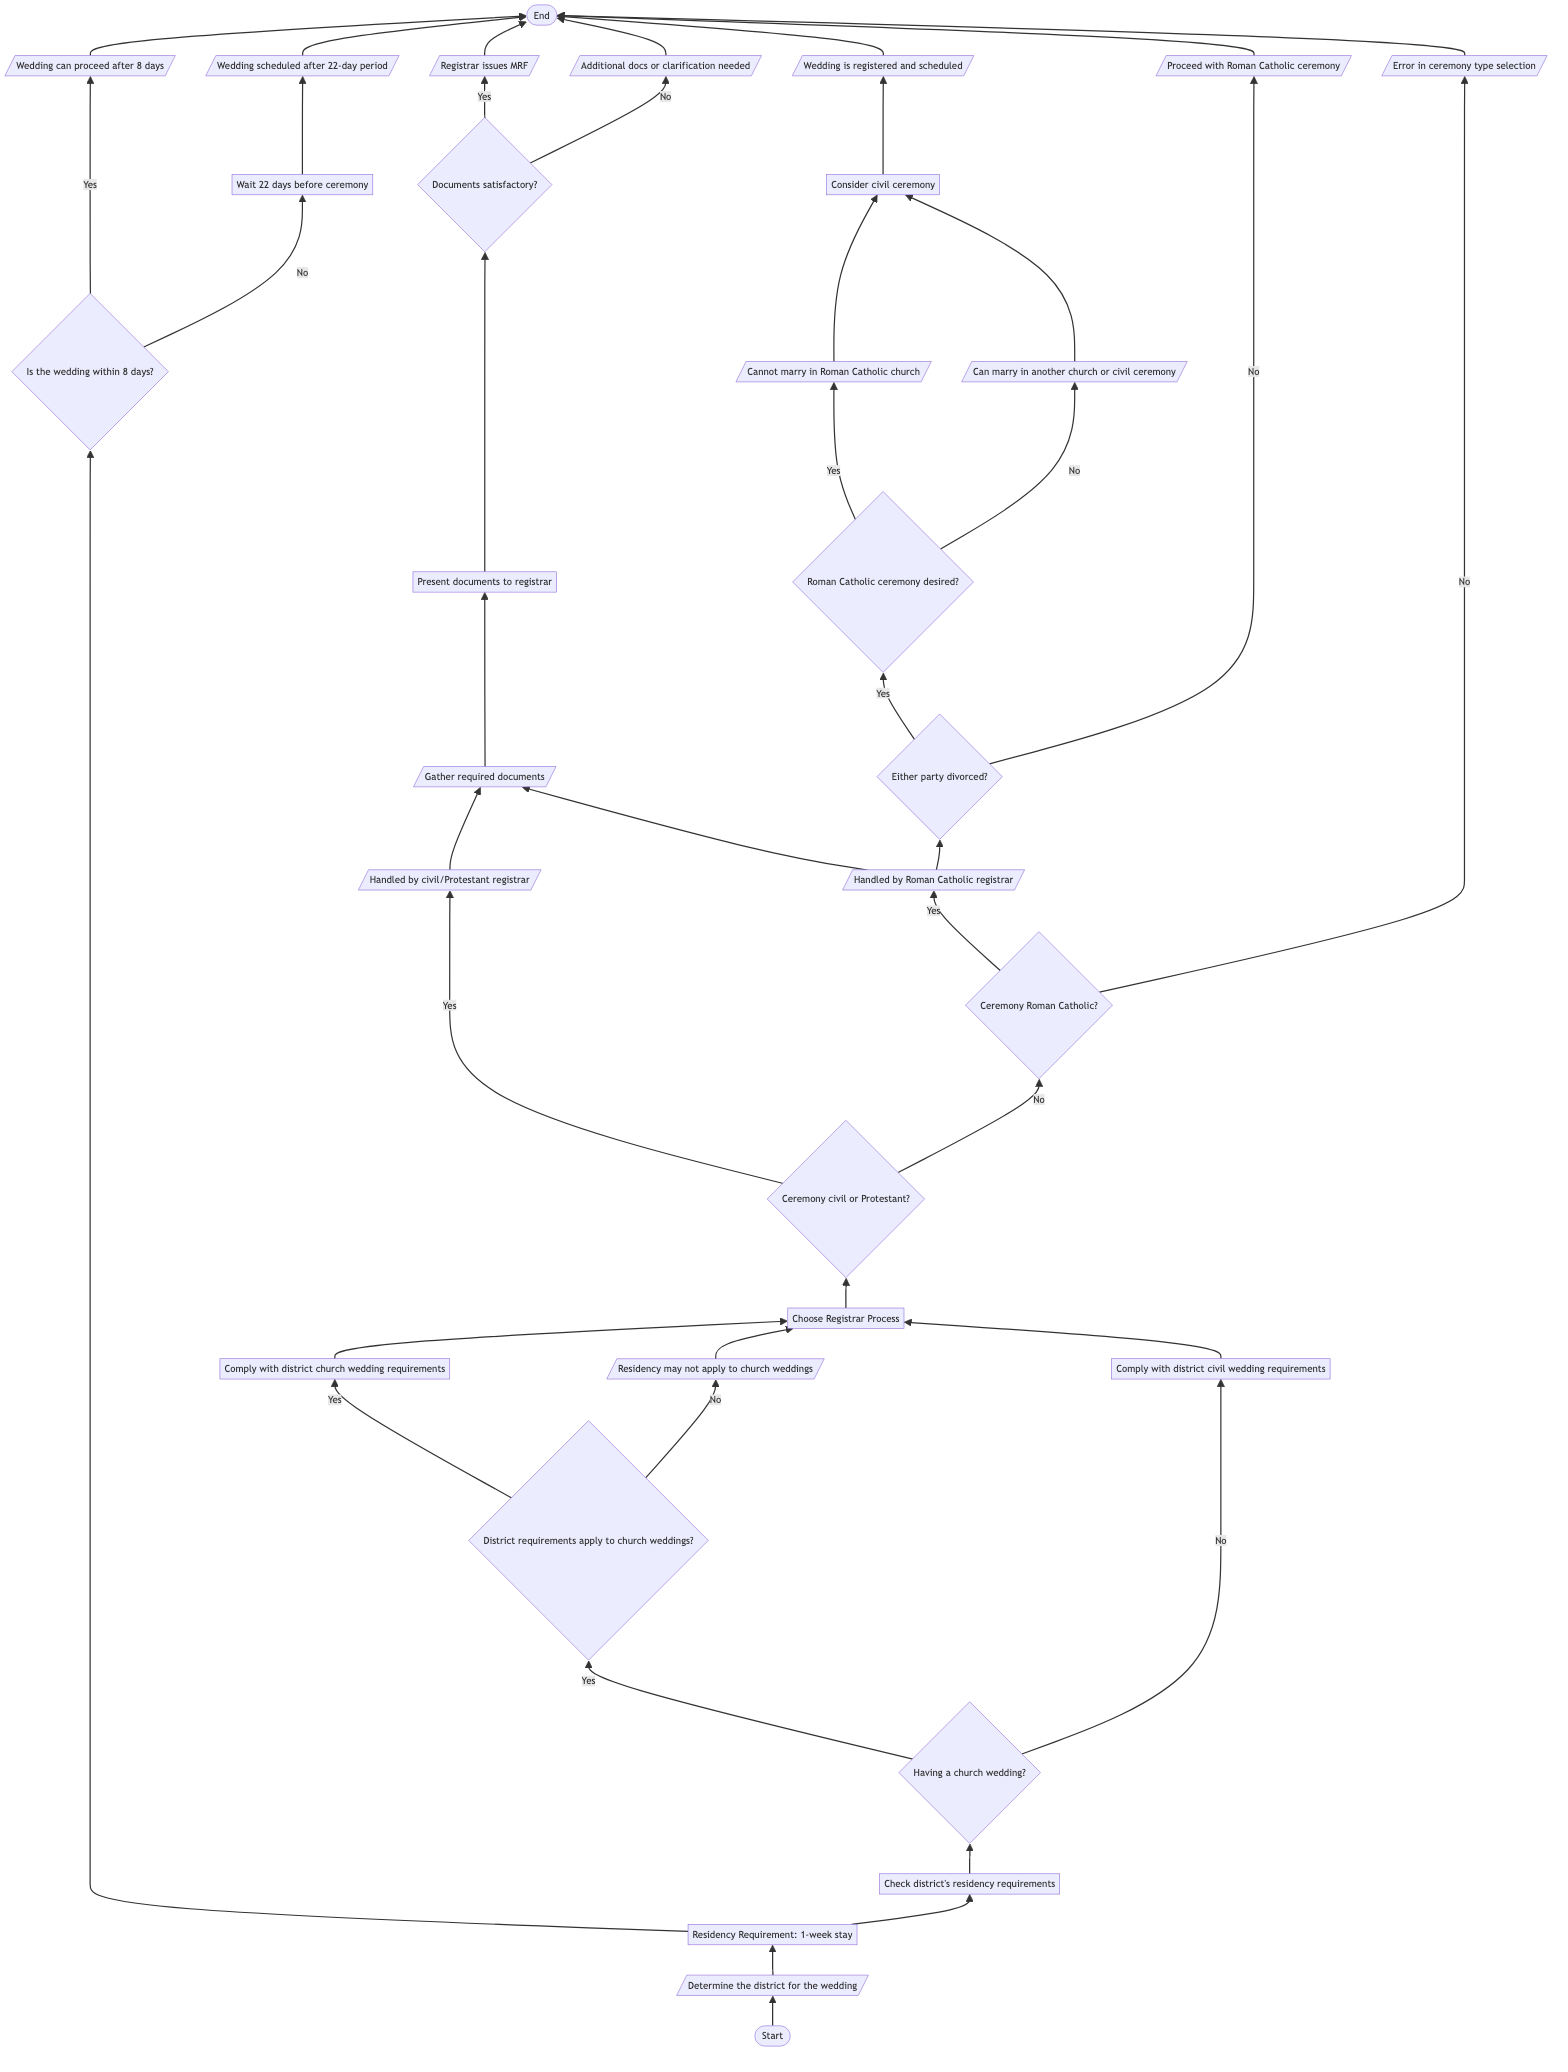 End
Wedding can proceed after 8 days
Wedding scheduled after 22-day period
Registrar issues MRF
Additional docs or clarification needed
Wedding is registered and scheduled
Proceed with Roman Catholic ceremony
Error in ceremony type selection
Yes
No
Documents satisfactory?
Yes
Wait 22 days before ceremony
Consider civil ceremony
No
Is the wedding within 8 days?
Cannot marry in Roman Catholic church
Can marry in another church or civil ceremony
No
Yes
No
Present documents to registrar
Roman Catholic ceremony desired?
No
Yes
Gather required documents
Either party divorced?
Handled by civil/Protestant registrar
Handled by Roman Catholic registrar
Yes
Yes
Ceremony Roman Catholic?
No
Ceremony civil or Protestant?
Choose Registrar Process
Comply with district church wedding requirements
Residency may not apply to church weddings
Comply with district civil wedding requirements
Yes
No
District requirements apply to church weddings?
No
Yes
Having a church wedding?
Check district's residency requirements
Residency Requirement: 1-week stay
Determine the district for the wedding
Start